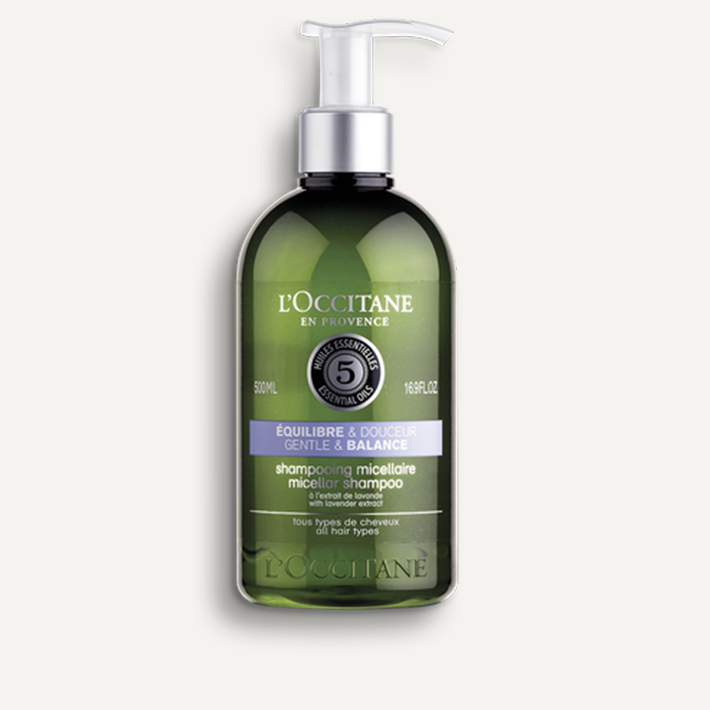 L'OCCITANE
EN PROVENCE
HUILES ESSENTIELLES
5
ESSENTIAL OILS
500ML 16.9FL.OZ
ÉQUILIBRE & DOUCEUR
GENTLE & BALANCE
shampooing micellaire
micellar shampoo
à l'extrait de lavande
with lavender extract
tous types de cheveux
all hair types
L'OCCITANE